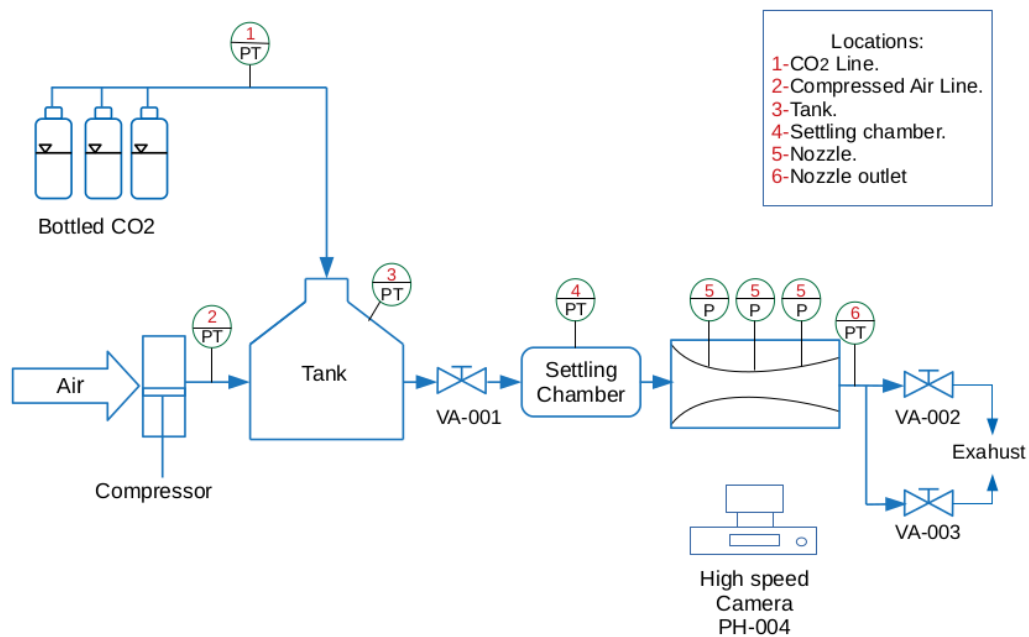 1
PT
Locations:
1-CO2 Line.
2-Compressed Air Line.
3-Tank.
4-Settling chamber.
5-Nozzle.
6-Nozzle outlet
Bottled CO2
3
PT
4
PT
5
P
5
P
5
P
2
PT
6
PT
Air
Tank
Settling
Chamber
VA-001
VA-002
Exahust
Compressor
VA-003
High speed
Camera
PH-004